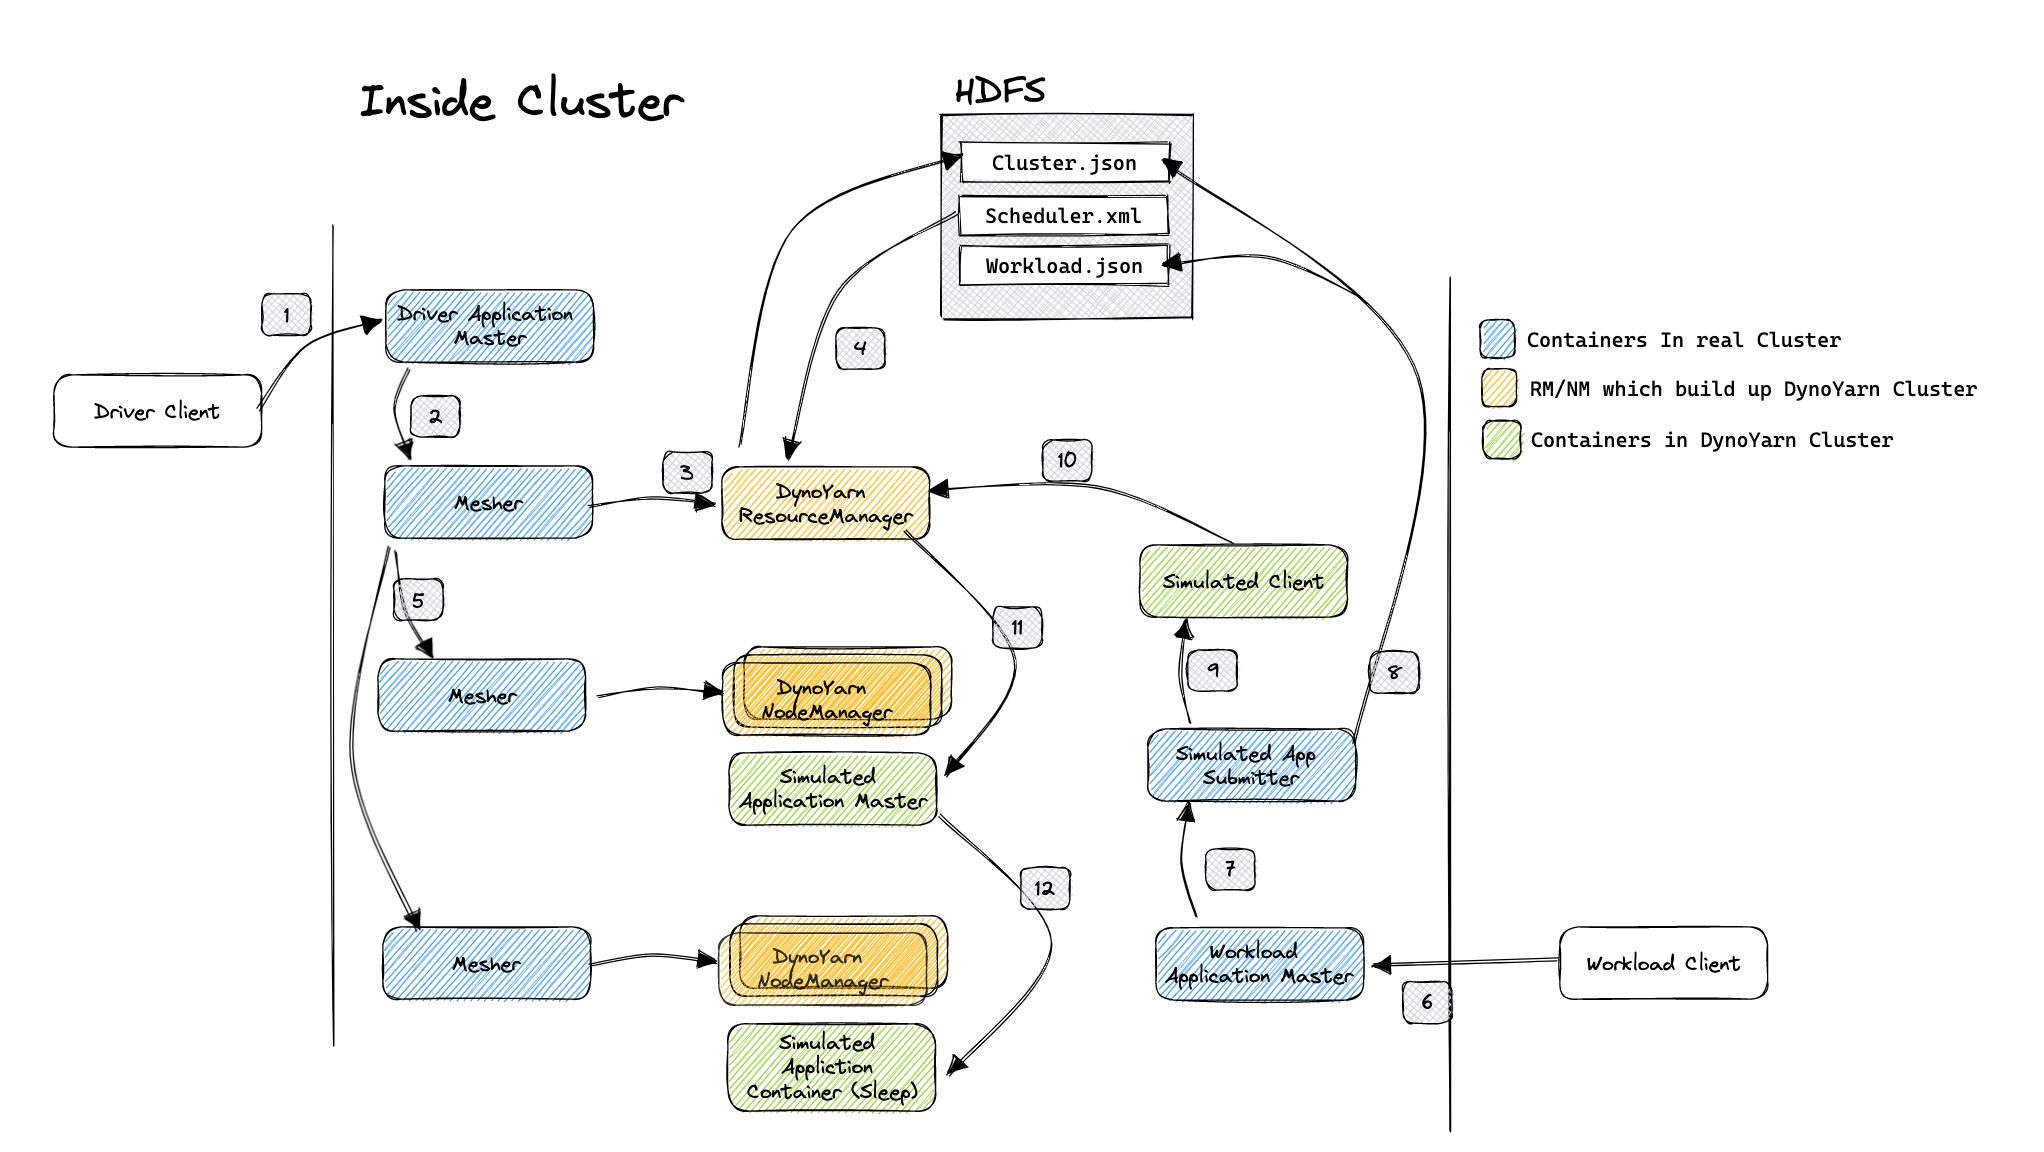 Inside Cluster
HDFS
Cluster.json
Scheduler.xml
Workload.json
1
Driver Application
Master
Driver Client
2
4
Containers In real Cluster
RM/NM which build up DynoYarn Cluster
Containers in DynoYarn Cluster
Mesher
3
DynoYarn
ResourceManager
10
Simulated Client
5
11
Mesher
DynoYarn
NodeManager
9
8
Simulated
Application Master
Simulated App
Submitter
12
7
Mesher
DynoYarn
NodeManager
Workload
Application Master
Workload Client
6
Simulated
Appliction
Container (Sleep)